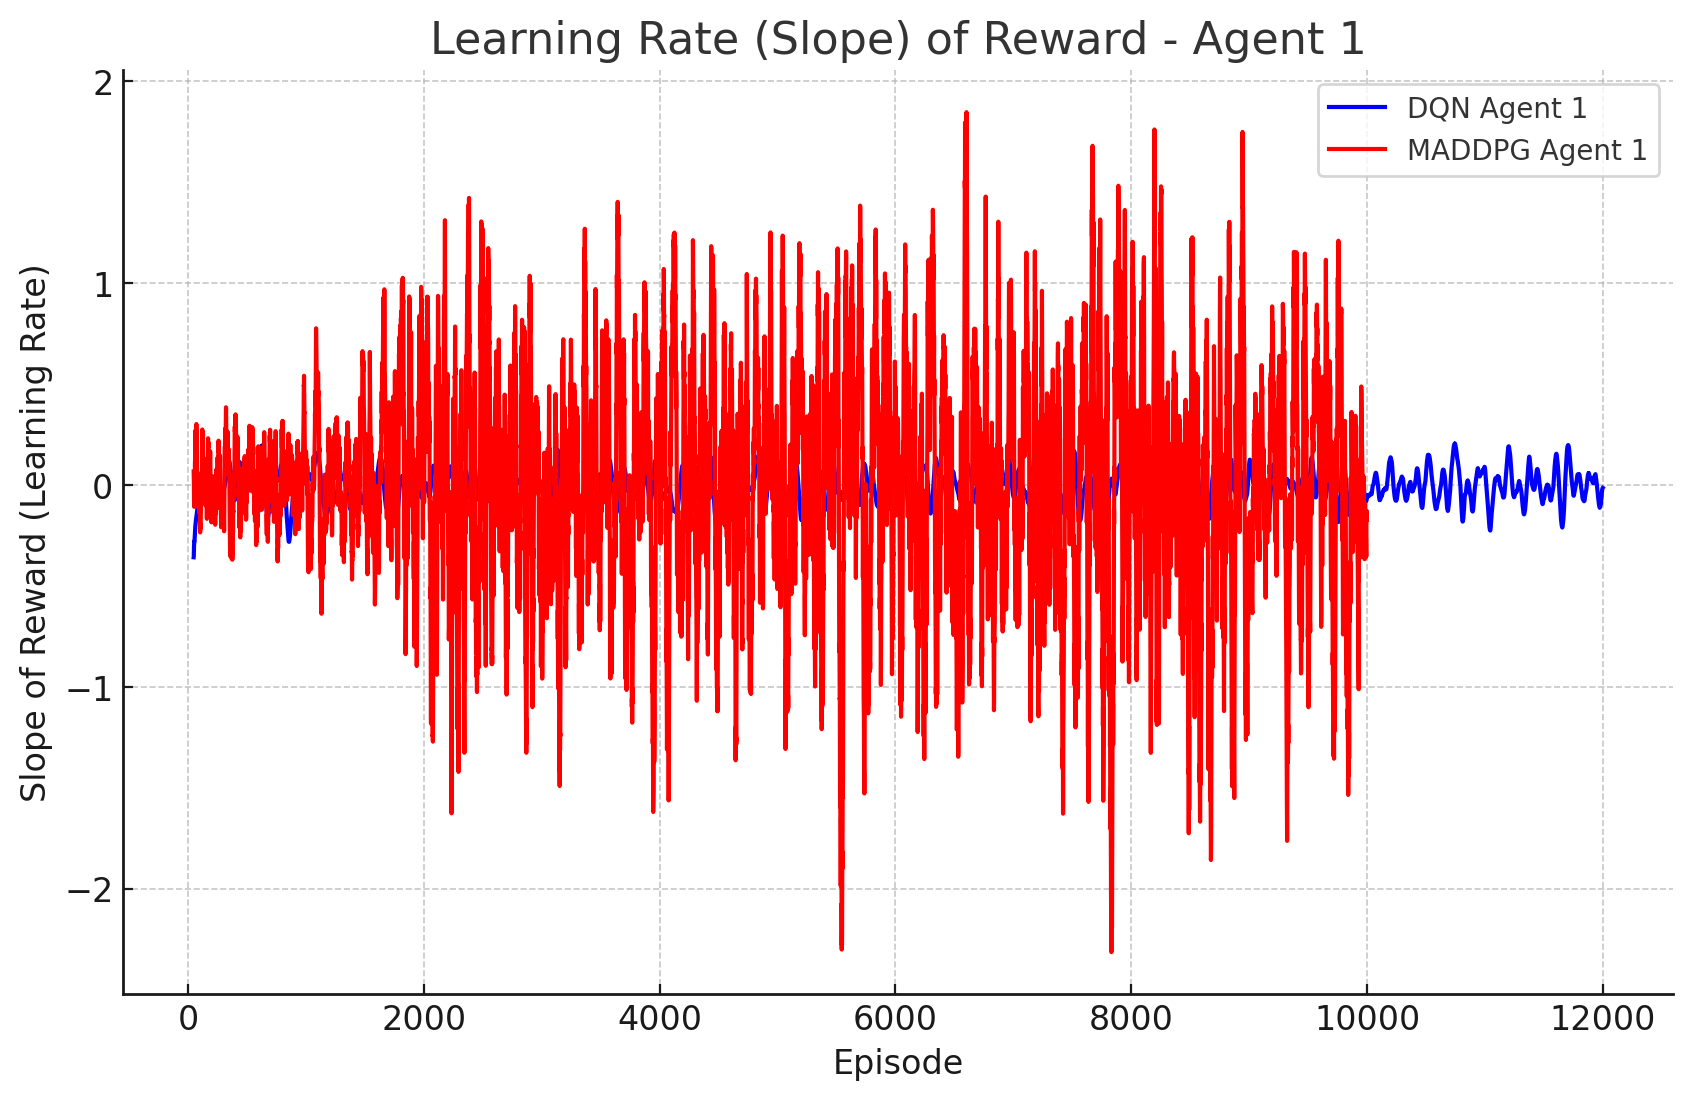 Learning Rate (Slope) of Reward - Agent 1
DQN Agent 1
MADDPG Agent 1
Slope of Reward (Learning Rate)
2
1
0
−1
−2
0 2000 4000 6000 8000 10000 12000
Episode